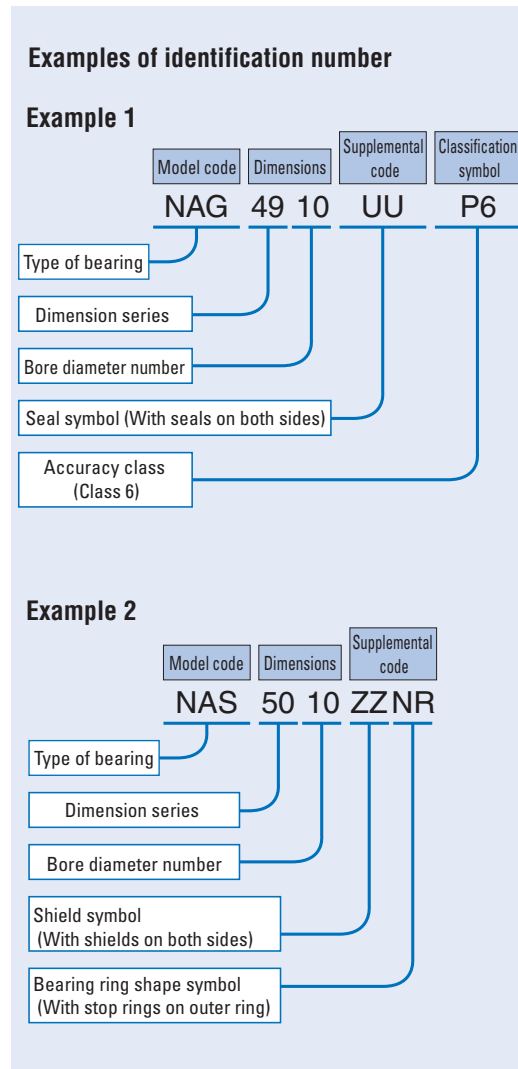 Examples of identification number
Example 1
Model code
Dimensions
Supplemental
code
Classification
symbol
NAG 49 10 UU P6
Type of bearing
Dimension series
Bore diameter number
Seal symbol (With seals on both sides)
Accuracy class
(Class 6)
Example 2
Model code
Dimensions
Supplemental
code
NAS 50 10 ZZ NR
Type of bearing
Dimension series
Bore diameter number
Shield symbol
(With shields on both sides)
Bearing ring shape symbol
(With stop rings on outer ring)